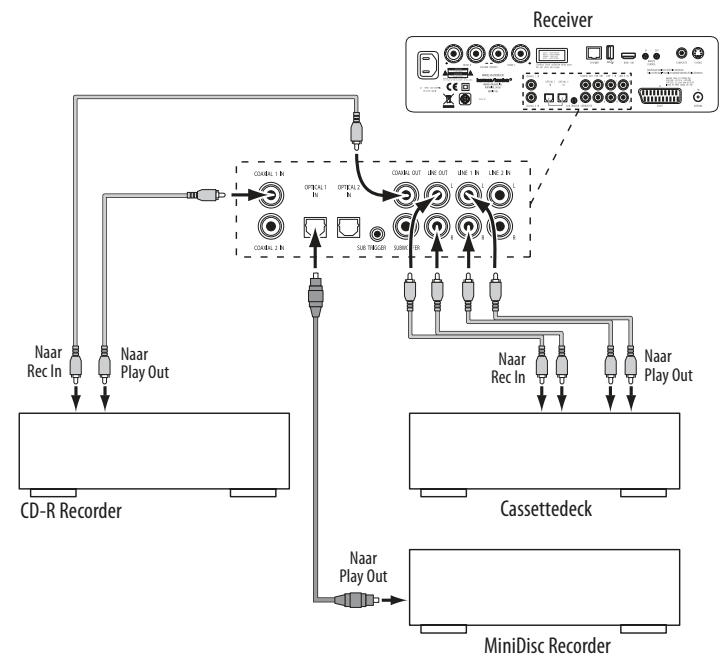 Receiver
harman/kardon
COAXIAL 1 IN
OPTICAL 1
IN
OPTICAL 2
IN
COAXIAL OUT
LINE OUT
LINE 1 IN
LINE 2 IN
L
L
L
COAXIAL 2 IN
SUB TRIGGER
SUBWOOFER
R
R
R
Naar
Rec In
Naar
Play Out
Naar
Rec In
Naar
Play Out
CD-R Recorder
Cassettedeck
Naar
Play Out
MiniDisc Recorder